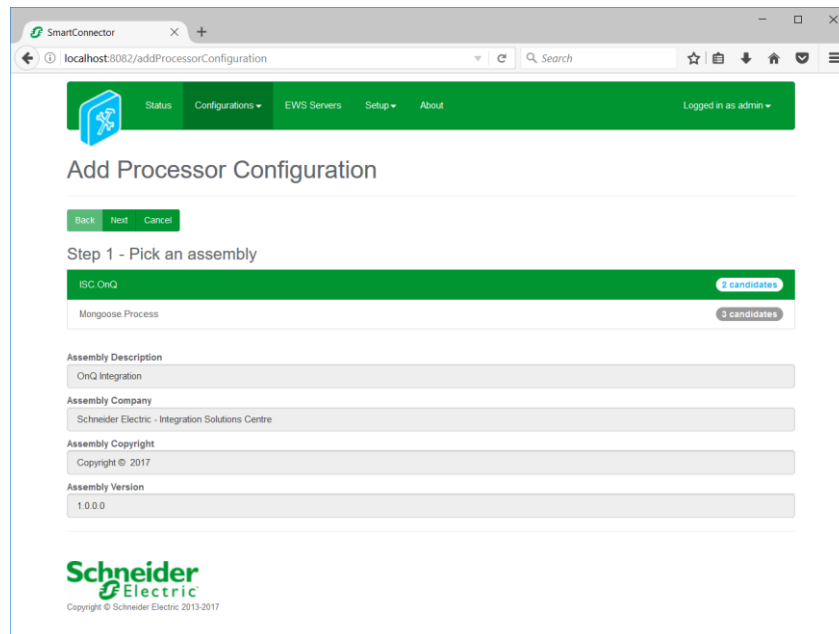 SmartConnector
localhost:8082/addProcessorConfiguration
Search
Status Configurations EWS Servers Setup About Logged in as admin
Add Processor Configuration
Back Next Cancel
Step 1 - Pick an assembly
ISC.OnQ 2 candidates
Mongoose.Process 3 candidates
Assembly Description
OnQ Integration
Assembly Company
Schneider Electric - Integration Solutions Centre
Assembly Copyright
Copyright © 2017
Assembly Version
1.0.0.0
Schneider
Electric
Copyright © Schneider Electric 2013-2017